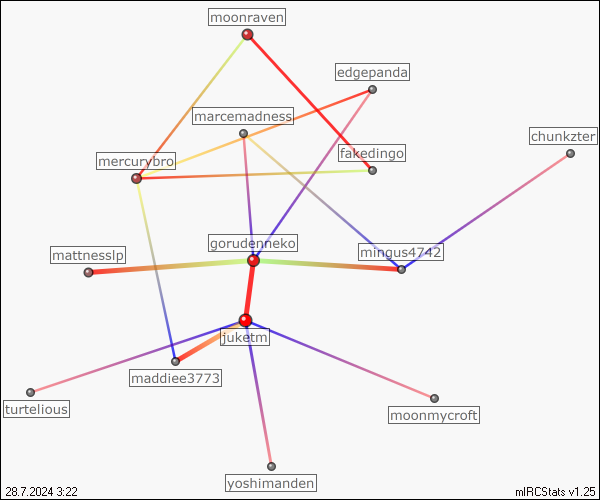 moonraven
edgepanda
marcemadness
chunkzter
fakedingo
mercurybro
gorudenneko
mingus4742
mattnesslp
juketm
maddiee3773
turtelious
moonmycroft
yoshimanden
28.7.2024 3:22
mIRCStats v1.25